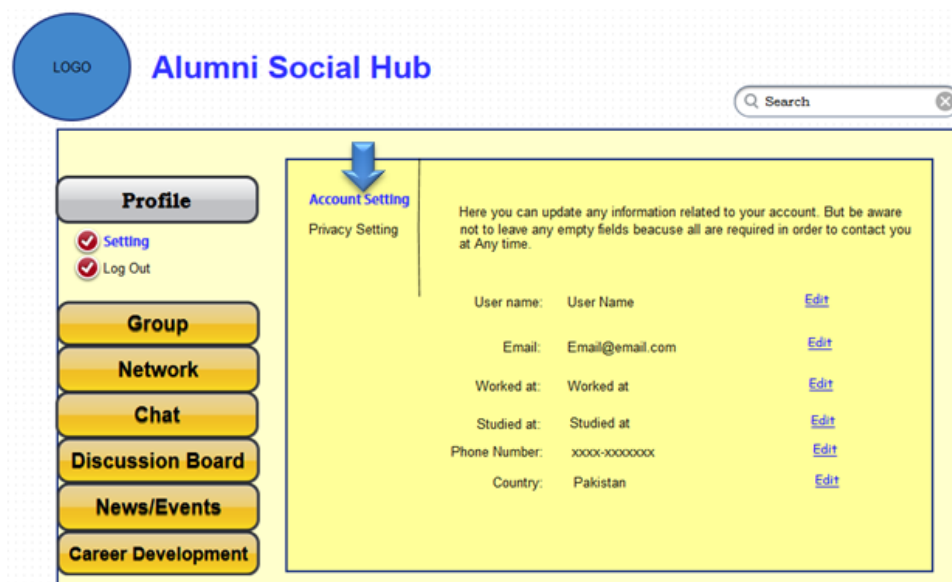 LOGO
Alumni Social Hub
Search
Profile
Setting
Log Out
Group
Network
Chat
Discussion Board
News/Events
Career Development
Account Setting
Privacy Setting
Here you can update any information related to your account. But be aware
not to leave any empty fields beacuse all are required in order to contact you
at Any time.
User name: User Name Edit
Email: Email@email.com Edit
Worked at: Worked at Edit
Studied at: Studied at Edit
Phone Number: xxxx-xxxxxxx Edit
Country: Pakistan Edit